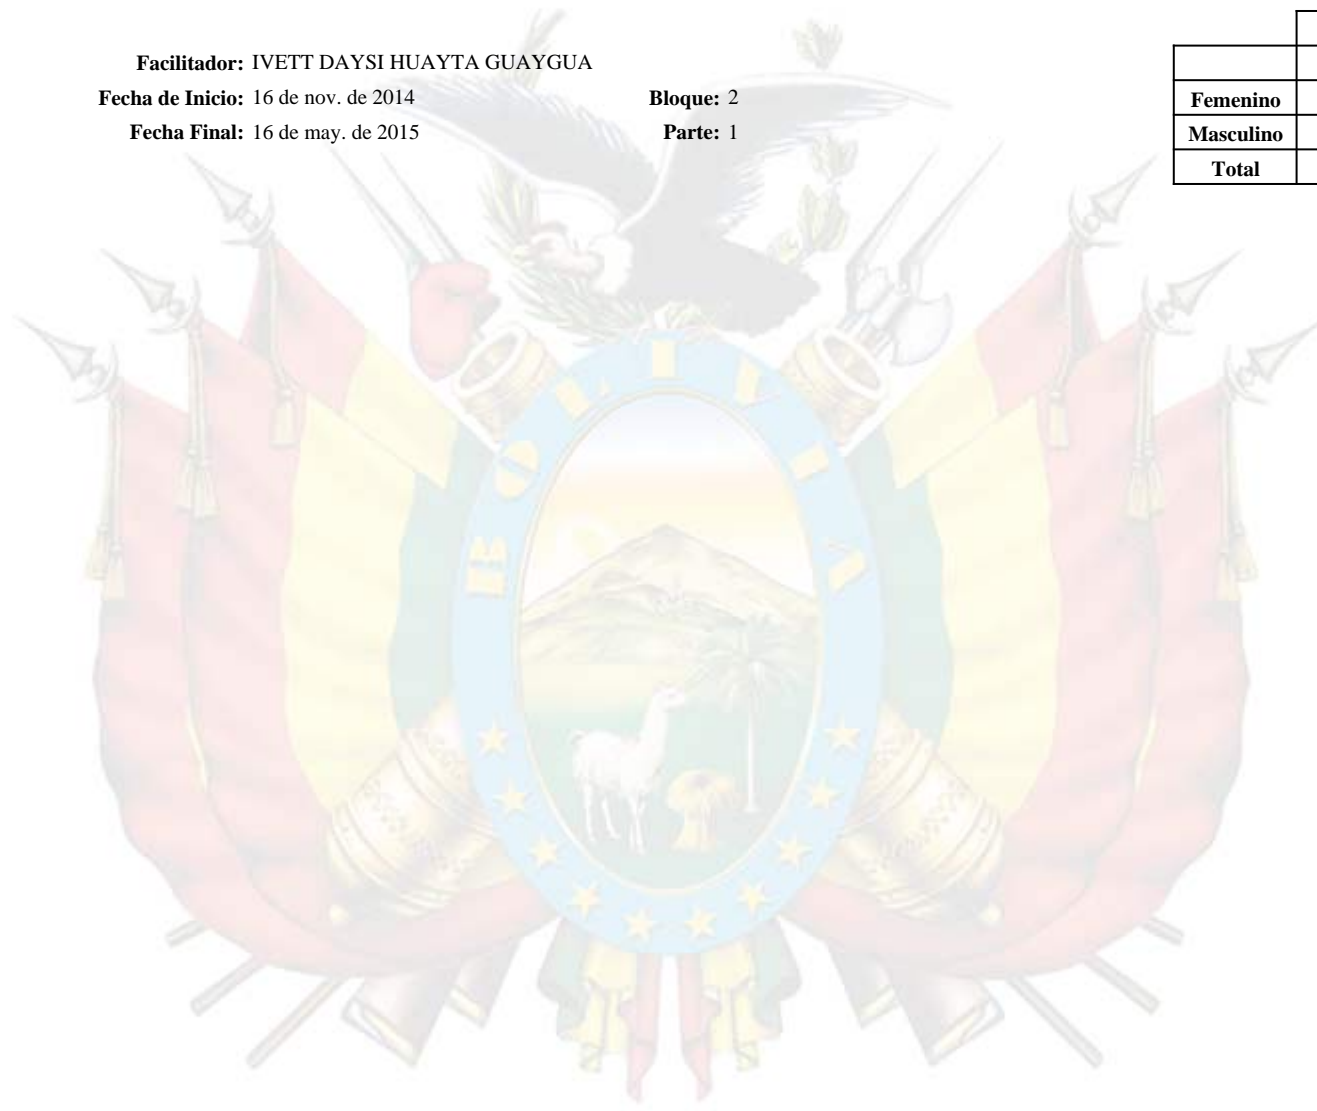 Facilitador: IVETT DAYSI HUAYTA GUAYGUA
Fecha de Inicio: 16 de nov. de 2014 Bloque: 2
Fecha Final: 16 de may. de 2015 Parte: 1
Femenino
Masculino
Total
BOLIVIA